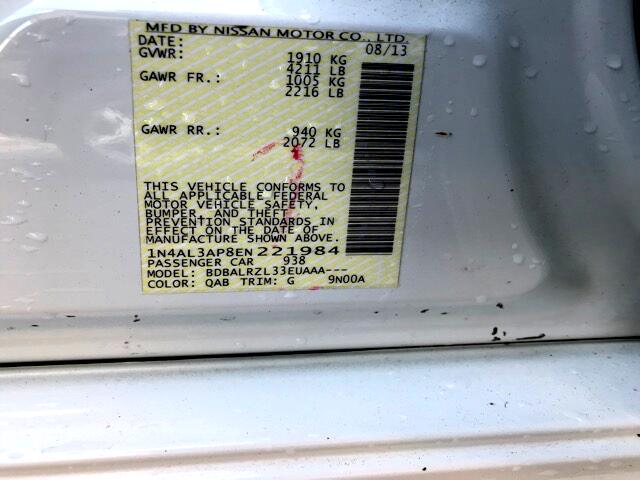 MFD BY NISSAN MOTOR CO., LTD.
DATE: 08/13
GVWR: 1910 KG
4211 LB
GAWR FR.: 1005 KG
2216 LB
GAWR RR.: 940 KG
2072 LB
THIS VEHICLE CONFORMS TO
ALL APPLICABLE FEDERAL
MOTOR VEHICLE SAFETY,
BUMPER, AND THEFT
PREVENTION STANDARDS IN
EFFECT ON THE DATE OF
MANUFACTURE SHOWN ABOVE.
1N4AL3AP8EN221984
PASSENGER CAR 938
MODEL: BDBALRZL33EUAAA---
COLOR: QAB TRIM: G 9N00A